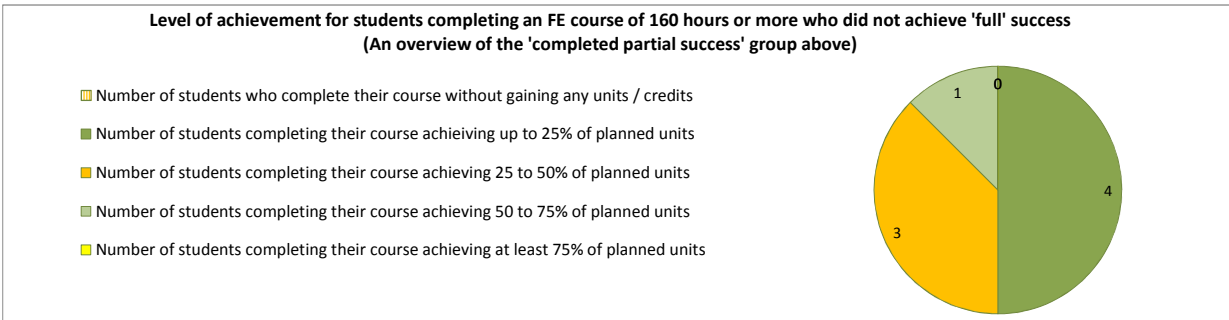 Level of achievement for students completing an FE course of 160 hours or more who did not achieve 'full' success
(An overview of the 'completed partial success' group above)
Number of students who complete their course without gaining any units / credits
Number of students completing their course achieiving up to 25% of planned units
Number of students completing their course achieving 25 to 50% of planned units
Number of students completing their course achieving 50 to 75% of planned units
Number of students completing their course achieving at least 75% of planned units
0
1
4
3